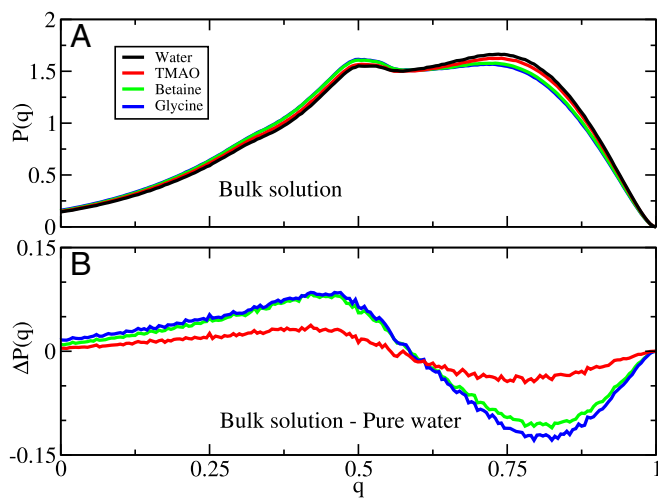 A
2
1.5
1
0.5
0
P(q)
Water
TMAO
Betaine
Glycine
Bulk solution
B
0.15
0
-0.15
ΔP(q)
Bulk solution - Pure water
0 0.25 0.5 0.75 1
q